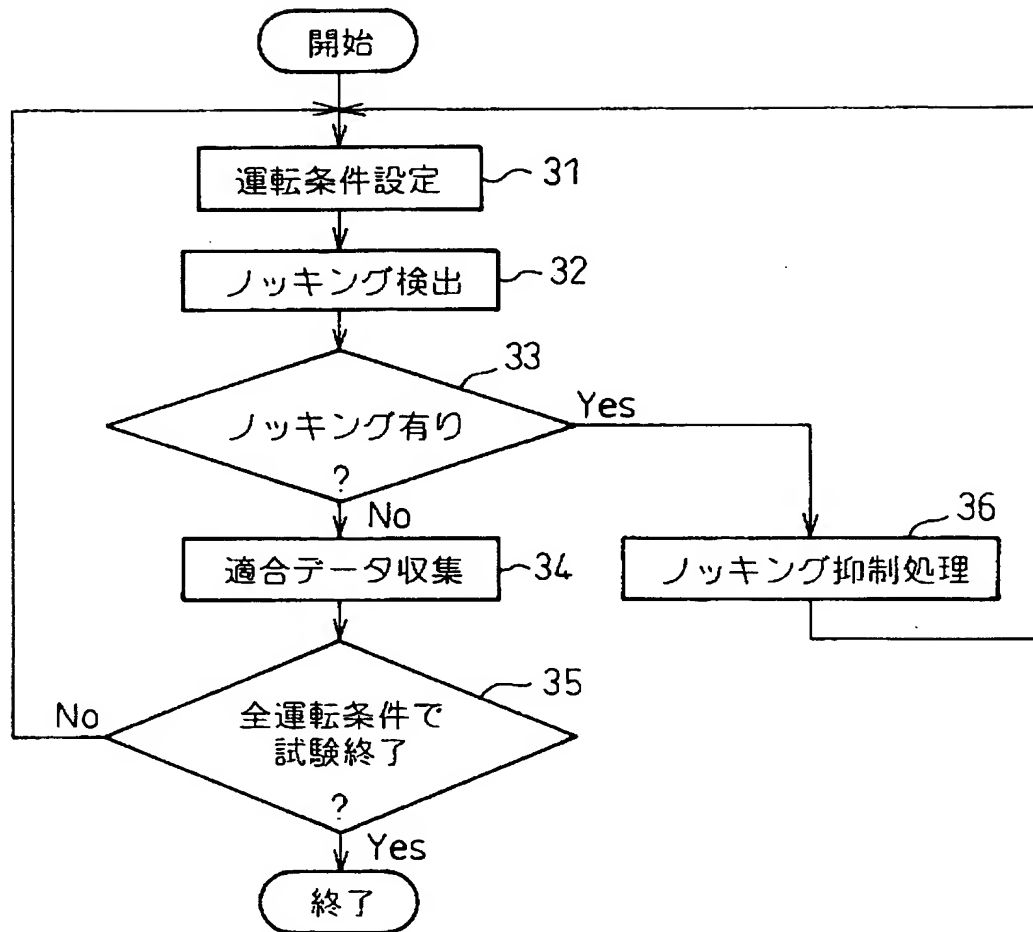 開始
運転条件設定
31
ノッキング検出
32
33
ノッキング有り
?
Yes
No
適合データ収集
34
36
ノッキング抑制処理
35
全運転条件で
試験終了
?
No
Yes
終了